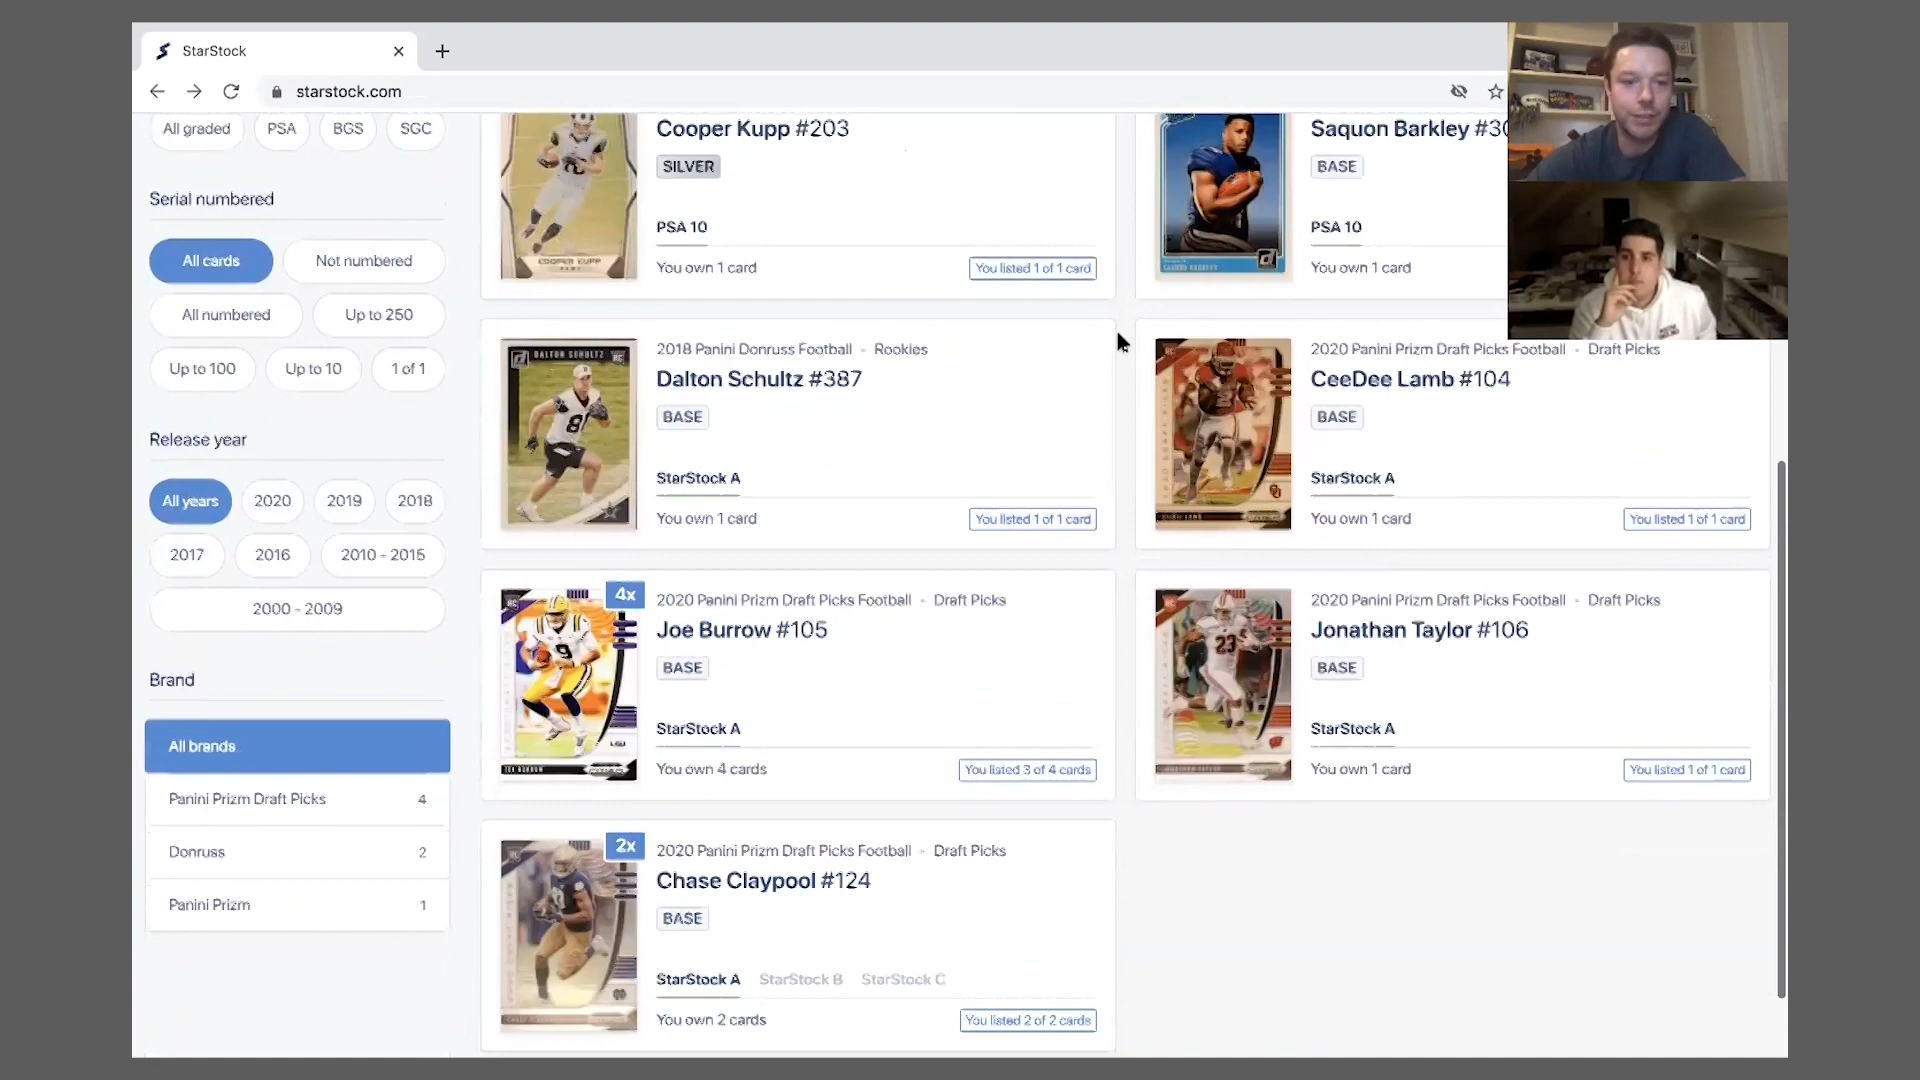 StarStock
starstock.com
All graded
PSA
BGS
SGC
Serial numbered
All cards
Not numbered
All numbered
Up to 250
Up to 100
Up to 10
1 of 1
Release year
All years
2020
2019
2018
2017
2016
2010 - 2015
2000 - 2009
Brand
All brands
Panini Prizm Draft Picks 4
Donruss 2
Panini Prizm 1
COOPER KUPP
Cooper Kupp #203
SILVER
PSA 10
You own 1 card
You listed 1 of 1 card
Saquon Barkley #30
BASE
PSA 10
You own 1 card
DALTON SCHULTZ
2018 Panini Donruss Football - Rookies
Dalton Schultz #387
BASE
StarStock A
You own 1 card
You listed 1 of 1 card
2020 Panini Prizm Draft Picks Football - Draft Picks
CeeDee Lamb #104
BASE
StarStock A
You own 1 card
You listed 1 of 1 card
4x
9
JOE BURROW
2020 Panini Prizm Draft Picks Football - Draft Picks
Joe Burrow #105
BASE
StarStock A
You own 4 cards
You listed 3 of 4 cards
23
2020 Panini Prizm Draft Picks Football - Draft Picks
Jonathan Taylor #106
BASE
StarStock A
You own 1 card
You listed 1 of 1 card
2x
2020 Panini Prizm Draft Picks Football - Draft Picks
Chase Claypool #124
BASE
StarStock A StarStock B StarStock C
You own 2 cards
You listed 2 of 2 cards